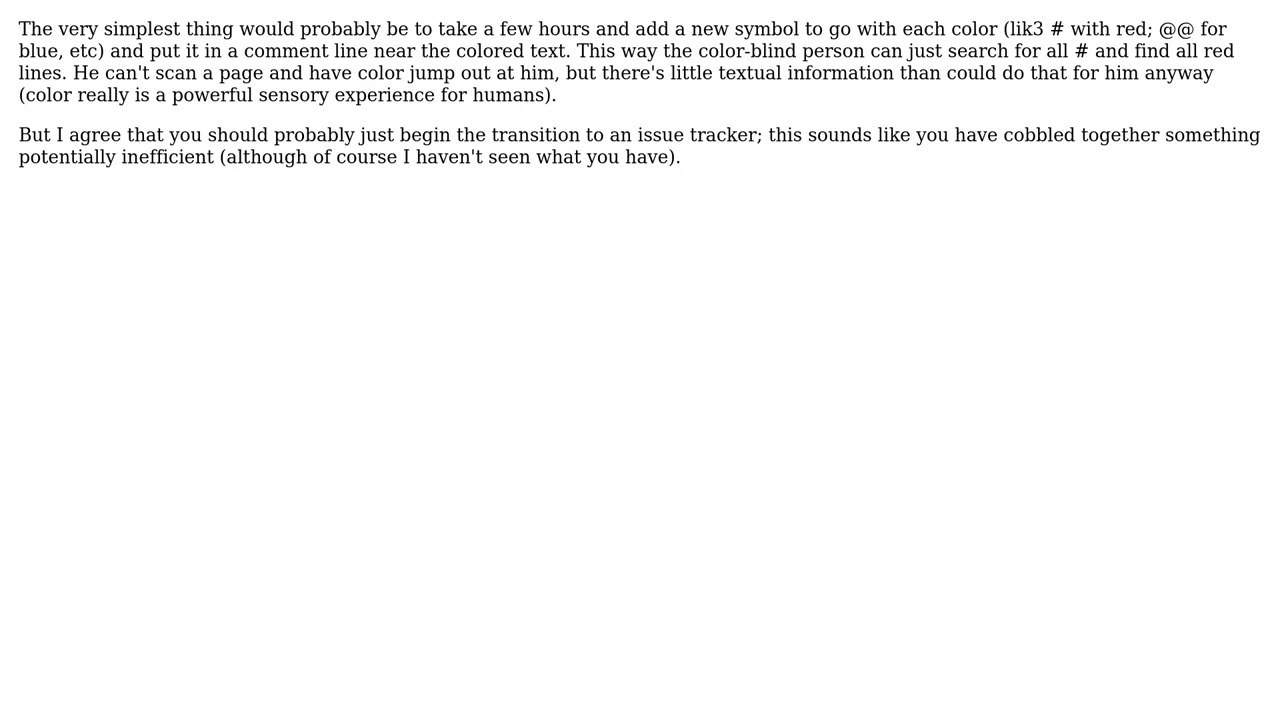 The very simplest thing would probably be to take a few hours and add a new symbol to go with each color (lik3 # with red; @@ for
blue, etc) and put it in a comment line near the colored text. This way the color-blind person can just search for all # and find all red
lines. He can't scan a page and have color jump out at him, but there's little textual information than could do that for him anyway
(color really is a powerful sensory experience for humans).
But I agree that you should probably just begin the transition to an issue tracker; this sounds like you have cobbled together something
potentially inefficient (although of course I haven't seen what you have).